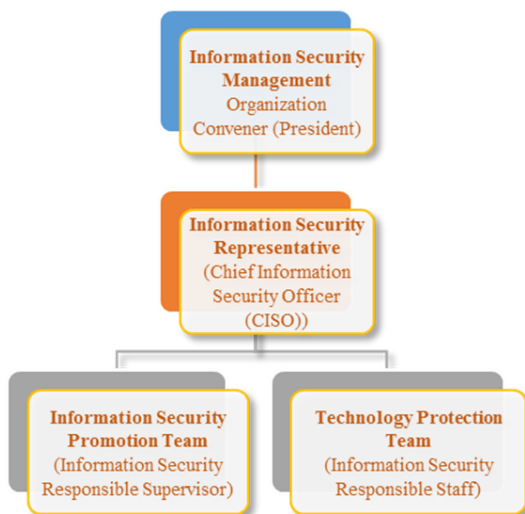 Information Security
Management
Organization
Convener (President)
Information Security
Representative
(Chief Information
Security Officer
(CISO))
Information Security
Promotion Team
(Information Security
Responsible Supervisor)
Technology Protection
Team
(Information Security
Responsible Staff)